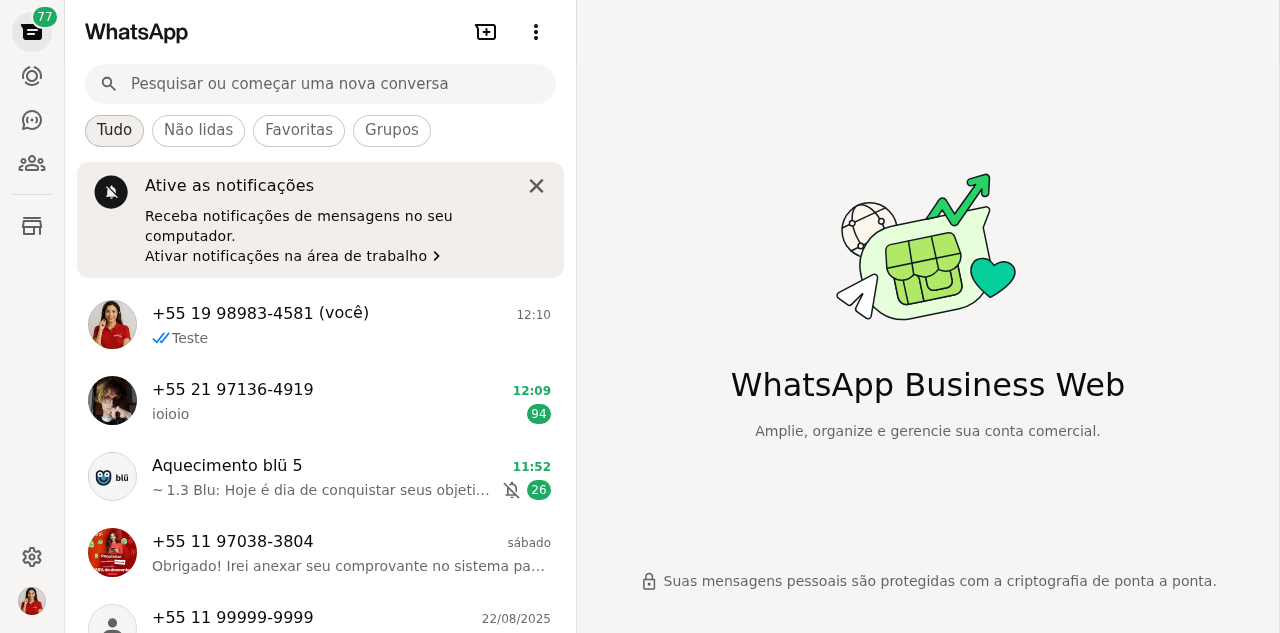 77
WhatsApp
Pesquisar ou começar uma nova conversa
Tudo
Não lidas
Favoritas
Grupos
Ative as notificações
Receba notificações de mensagens no seu
computador.
Ativar notificações na área de trabalho
+55 19 98983-4581 (você)
12:10
Teste
+55 21 97136-4919
12:09
ioioio
94
Aquecimento blü 5
11:52
~ 1.3 Blu: Hoje é dia de conquistar seus objeti...
26
blü
+55 11 97038-3804
sábado
Obrigado! Irei anexar seu comprovante no sistema pa...
+55 11 99999-9999
22/08/2025
WhatsApp Business Web
Amplie, organize e gerencie sua conta comercial.
Suas mensagens pessoais são protegidas com a criptografia de ponta a ponta.